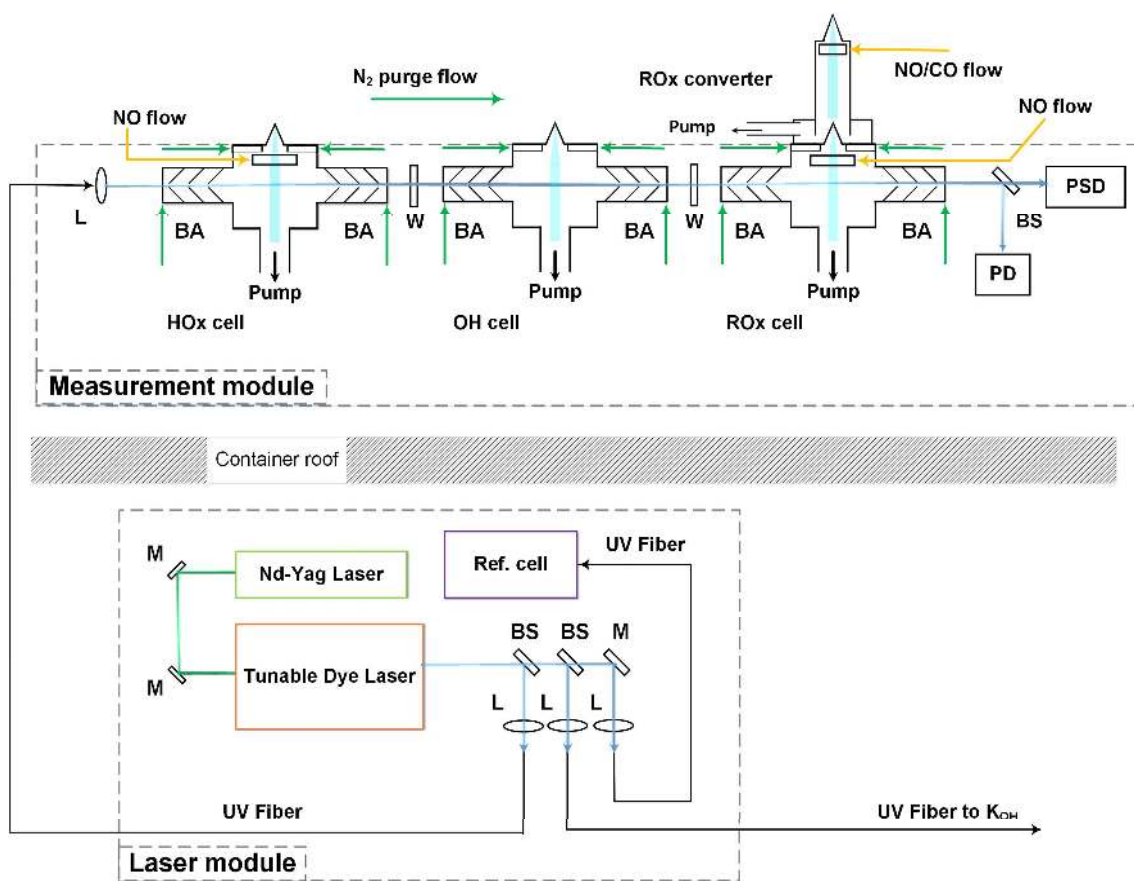 N₂ purge flow
ROx converter
NO/CO flow
NO flow
Pump
NO flow
L
BA
BA
W
BA
BA
W
BA
BA
BS
PSD
PD
Pump
Pump
Pump
HOx cell
OH cell
ROx cell
Measurement module
Container roof
M
Nd-Yag Laser
Ref. cell
UV Fiber
M
Tunable Dye Laser
BS
BS
M
L
L
L
UV Fiber
UV Fiber to KOH
Laser module